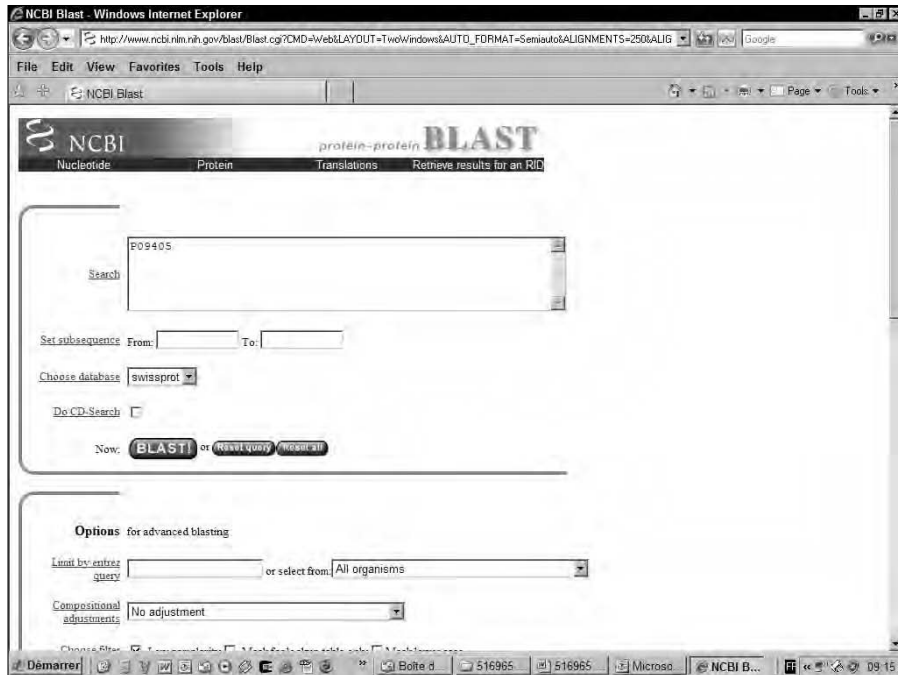 NCBI Blast - Windows Internet Explorer
http://www.ncbi.nlm.nih.gov/blast/Blast.cgi?CMD=Web&LAYOUT=TwoWindows&AUTO_FORMAT=Semiauto&ALIGNMENTS=250&ALIG Google
File Edit View Favorites Tools Help
NCBI Blast Page Tools
NCBI protein-protein BLAST
Nucleotide Protein Translations Retrieve results for an RID
P09405
Search
Set subsequence From: To:
Choose database swissprot
Do CD-Search
Now: BLAST! or Reset query Reset all
Options for advanced blasting
Limit by entrez query or select from: All organisms
Compositional adjustments No adjustment
Démarrer Boîte d... 516965 516965 Microso... NCBI B... FR 09:15